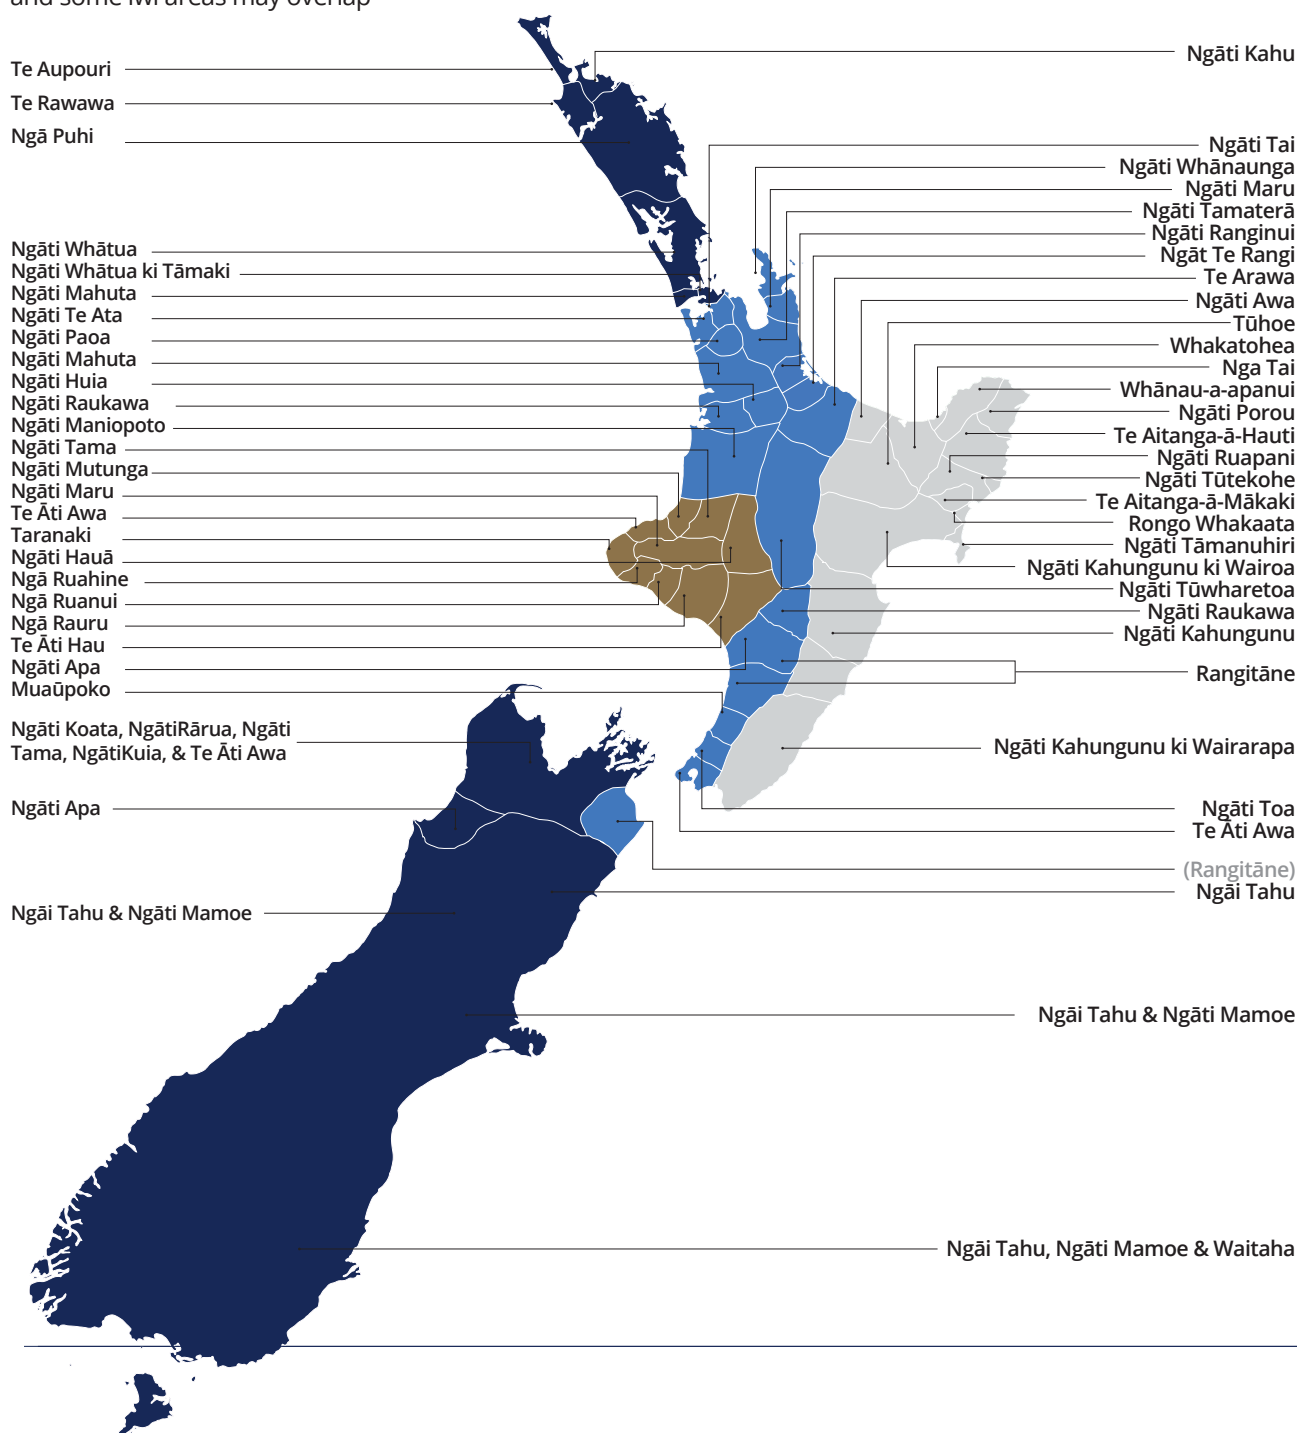 and some iwi areas may overlap
Te Aupouri
Te Rawawa
Ngā Puhi
Ngāti Whātua
Ngāti Whātua ki Tāmaki
Ngāti Mahuta
Ngāti Te Ata
Ngāti Paoa
Ngāti Mahuta
Ngāti Huia
Ngāti Raukawa
Ngāti Maniopoto
Ngāti Tama
Ngāti Mutunga
Ngāti Maru
Te Āti Awa
Taranaki
Ngāti Hauā
Ngā Ruahine
Ngā Ruanui
Ngā Rauru
Te Āti Hau
Ngāti Apa
Muaūpoko
Ngāti Koata, NgātiRārua, Ngāti
Tama, NgātiKuia, & Te Āti Awa
Ngāti Apa
Ngāi Tahu & Ngāti Mamoe
Ngāti Kahu
Ngāti Tai
Ngāti Whānaunga
Ngāti Maru
Ngāti Tamaterā
Ngāti Ranginui
Ngāt Te Rangi
Te Arawa
Ngāti Awa
Tūhoe
Whakatohea
Nga Tai
Whānau-a-apanui
Ngāti Porou
Te Aitanga-ā-Hauti
Ngāti Ruapani
Ngāti Tūtekohe
Te Aitanga-ā-Mākaki
Rongo Whakaata
Ngāti Tāmanuhiri
Ngāti Kahungunu ki Wairoa
Ngāti Tūwharetoa
Ngāti Raukawa
Ngāti Kahungunu
Rangitāne
Ngāti Kahungunu ki Wairarapa
Ngāti Toa
Te Āti Awa
(Rangitāne)
Ngāi Tahu
Ngāi Tahu & Ngāti Mamoe
Ngāi Tahu, Ngāti Mamoe & Waitaha